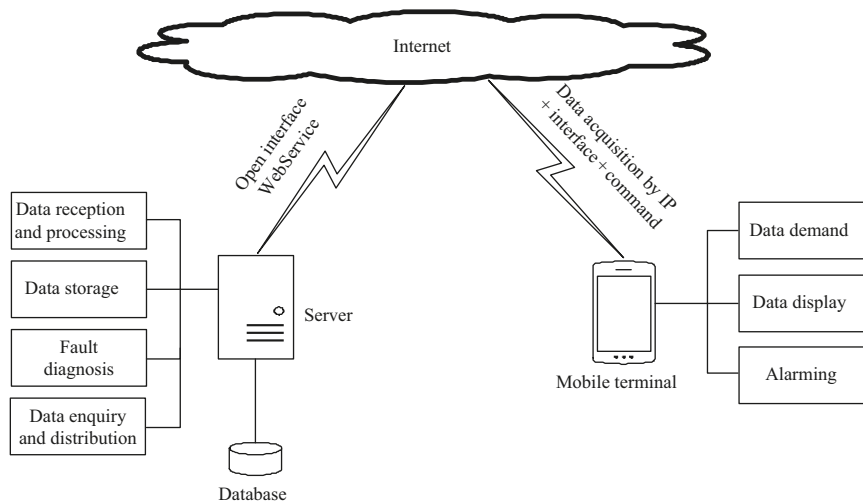 Internet
Open interface
WebService
Data acquisition by IP
+ interface + command
Data reception
and processing
Data storage
Fault
diagnosis
Data enquiry
and distribution
Server
Database
Mobile terminal
Data demand
Data display
Alarming